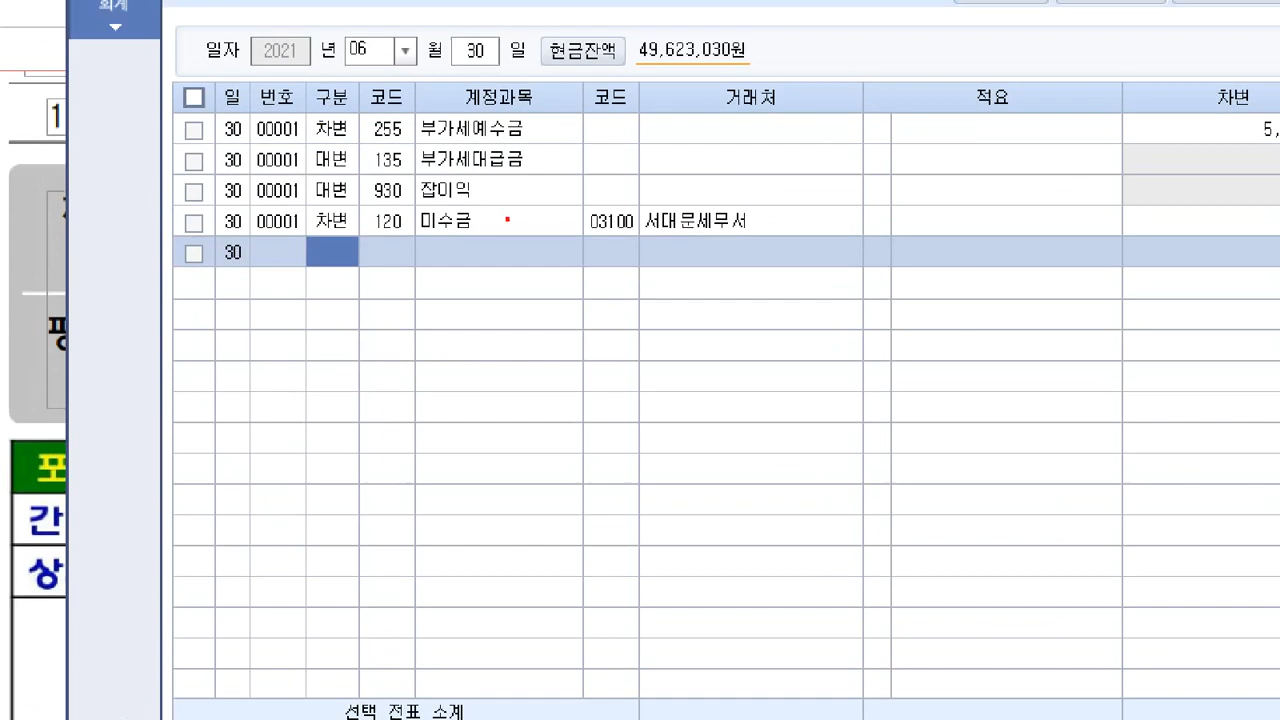 회계
일자 2021 년 06 월 30 일 현금잔액 49,623,030원
1
일 번호 구분 코드 계정과목 코드 거래처 적요 차변
30 00001 차변 255 부가세예수금 5,
30 00001 대변 135 부가세대급금
30 00001 대변 930 잡이익
30 00001 차변 120 미수금 03100 서대문세무서
30
포
간
상
선택 전표 소계